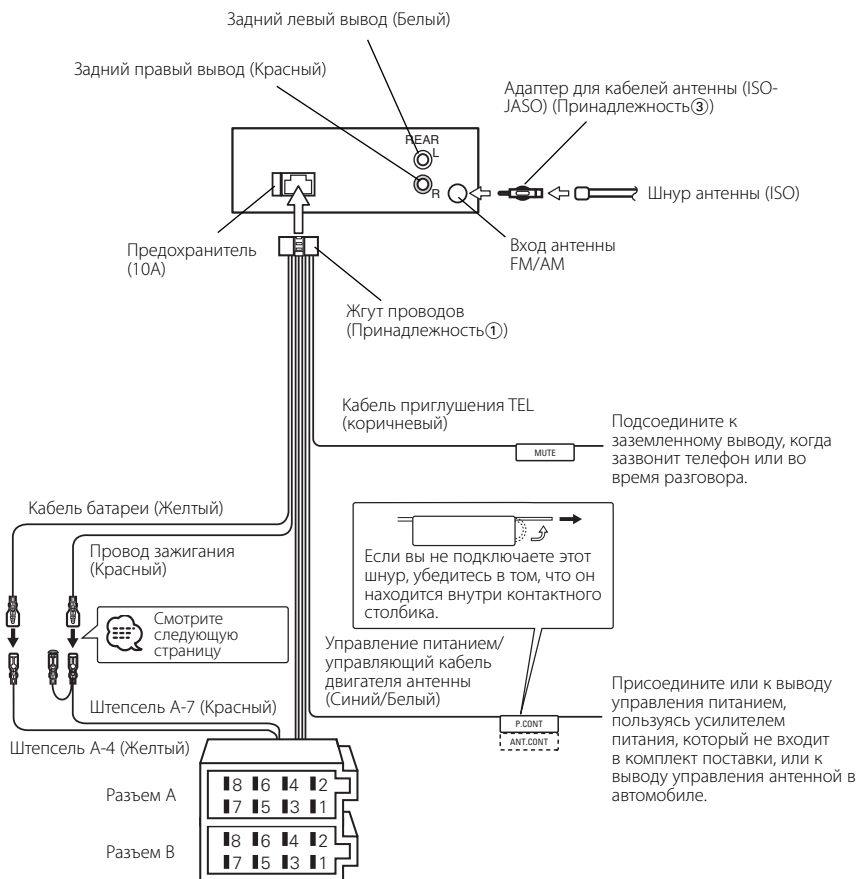 Задний левый вывод (Белый)
Задний правый вывод (Красный)
Адаптер для кабелей антенны (ISO-
JASO) (Принадлежность③)
REAR
L
R
Шнур антенны (ISO)
Предохранитель
(10A)
Вход антенны
FM/AM
Жгут проводов
(Принадлежность①)
Кабель приглушения TEL
(коричневый)
MUTE
Подсоедините к
заземленному выводу, когда
зазвонит телефон или во
время разговора.
Кабель батареи (Желтый)
Провод зажигания
(Красный)
Если вы не подключаете этот
шнур, убедитесь в том, что он
находится внутри контактного
столбика.
Смотрите
следующую
страницу
Управление питанием/
управляющий кабель
двигателя антенны
(Синий/Белый)
P.CONT
ANT.CONT
Присоедините или к выводу
управления питанием,
пользуясь усилителем
питания, который не входит
в комплект поставки, или к
выводу управления антенной в
автомобиле.
Штепсель A-7 (Красный)
Штепсель A-4 (Желтый)
Разъем A
8 6 4 2
7 5 3 1
Разъем B
8 6 4 2
7 5 3 1